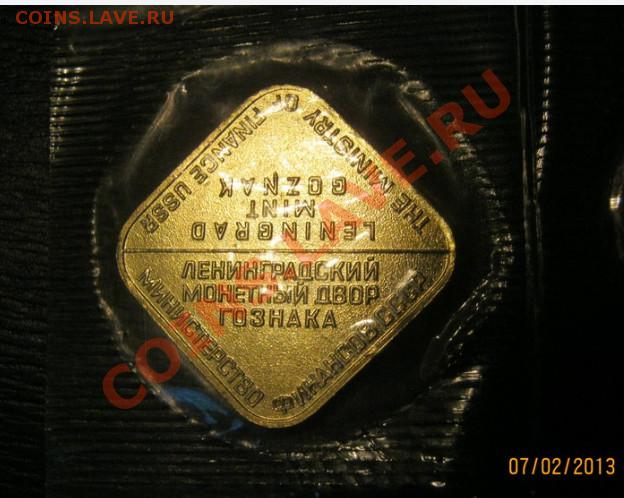 COINS.LAVE.RU
THE MINISTRY OF FINANCE USSR
LENINGRAD
MINT
GOZNAK
ЛЕНИНГРАДСКИЙ
МОНЕТНЫЙ ДВОР
ГОЗНАКА
МИНИСТЕРСТВО ФИНАНСОВ СССР
COINS.LAVE.RU
07/02/2013